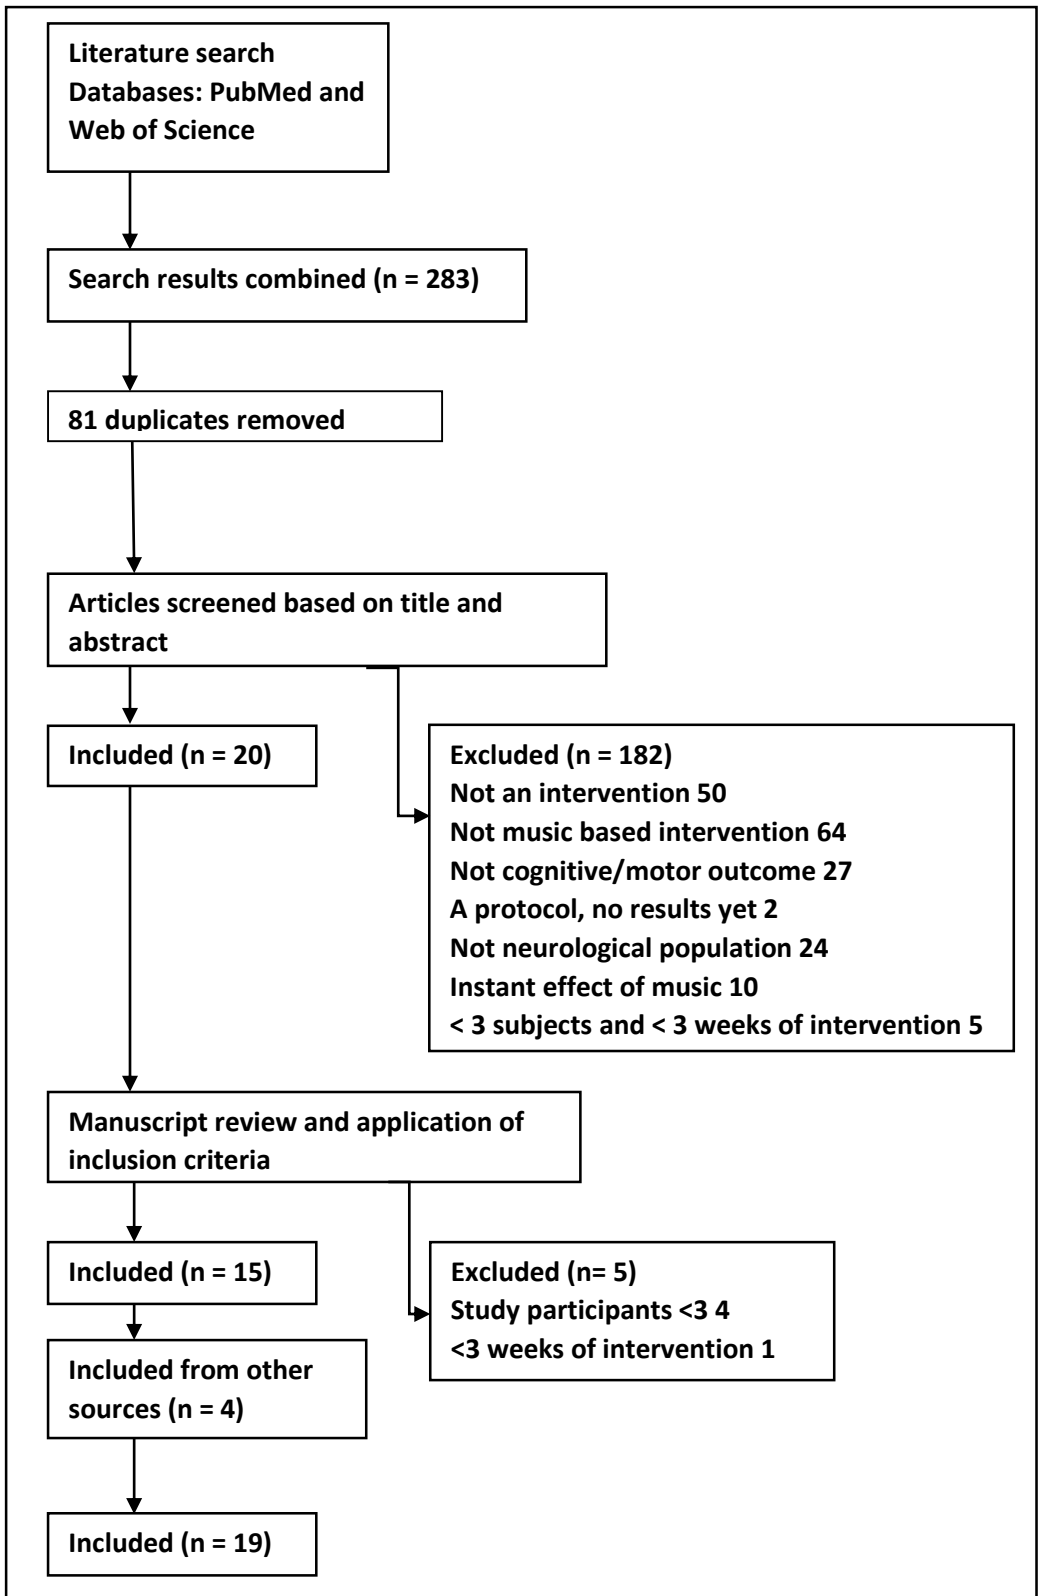 Literature search
Databases: PubMed and
Web of Science
Search results combined (n = 283)
81 duplicates removed
Articles screened based on title and
abstract
Included (n = 20)
Excluded (n = 182)
Not an intervention 50
Not music based intervention 64
Not cognitive/motor outcome 27
A protocol, no results yet 2
Not neurological population 24
Instant effect of music 10
< 3 subjects and < 3 weeks of intervention 5
Manuscript review and application of
inclusion criteria
Included (n = 15)
Excluded (n= 5)
Study participants <3 4
<3 weeks of intervention 1
Included from other
sources (n = 4)
Included (n = 19)